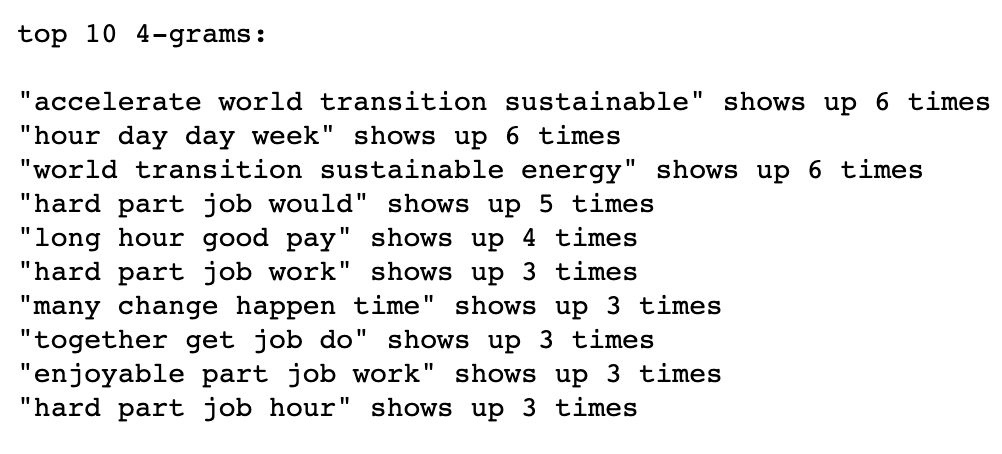 top 10 4-grams:
"accelerate world transition sustainable" shows up 6 times
"hour day day week" shows up 6 times
"world transition sustainable energy" shows up 6 times
"hard part job would" shows up 5 times
"long hour good pay" shows up 4 times
"hard part job work" shows up 3 times
"many change happen time" shows up 3 times
"together get job do" shows up 3 times
"enjoyable part job work" shows up 3 times
"hard part job hour" shows up 3 times